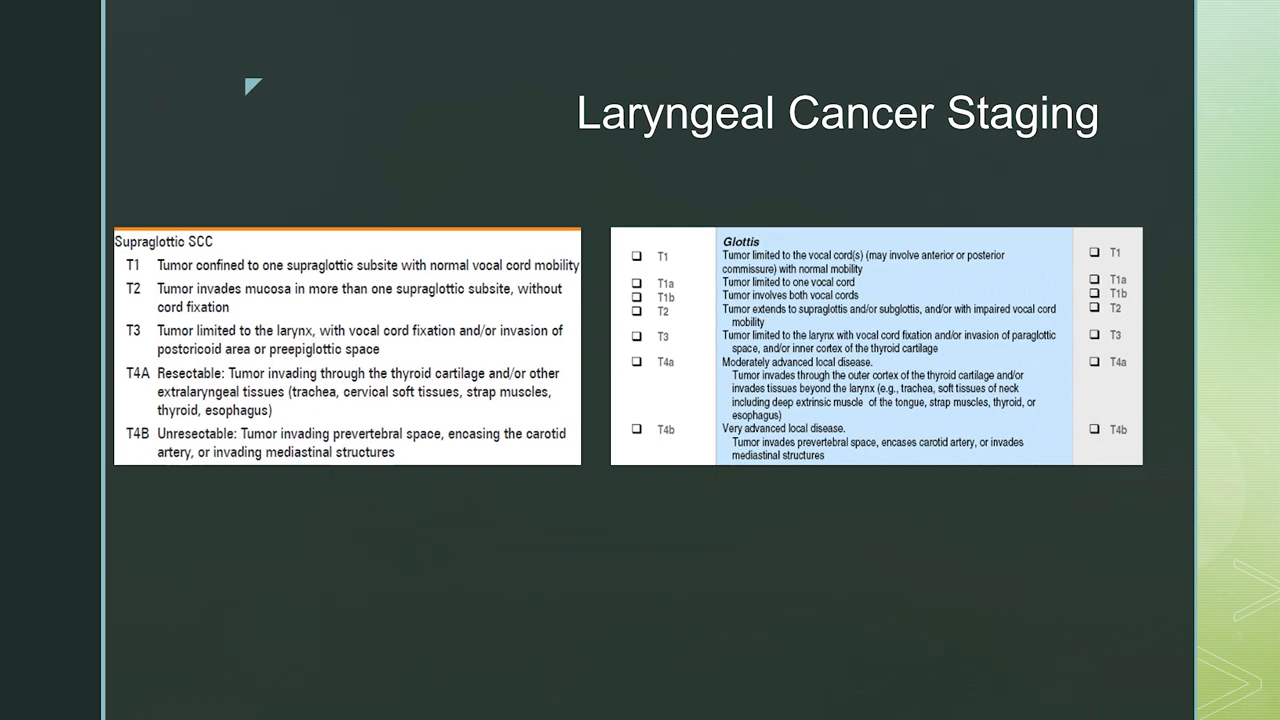 Laryngeal Cancer Staging
Supraglottic SCC
T1 Tumor confined to one supraglottic subsite with normal vocal cord mobility
T2 Tumor invades mucosa in more than one supraglottic subsite, without
cord fixation
T3 Tumor limited to the larynx, with vocal cord fixation and/or invasion of
postoricoid area or preepiglottic space
T4A Resectable: Tumor invading through the thyroid cartilage and/or other
extralaryngeal tissues (trachea, cervical soft tissues, strap muscles,
thyroid, esophagus)
T4B Unresectable: Tumor invading prevertebral space, encasing the carotid
artery, or invading mediastinal structures
Glottis
T1 Tumor limited to the vocal cord(s) (may involve anterior or posterior T1
commissure) with normal mobility
T1a Tumor limited to one vocal cord T1a
T1b Tumor involves both vocal cords T1b
T2 Tumor extends to supraglottis and/or subglottis, and/or with impaired vocal cord T2
mobility
T3 Tumor limited to the larynx with vocal cord fixation and/or invasion of paraglottic T3
space, and/or inner cortex of the thyroid cartilage
T4a Moderately advanced local disease. T4a
Tumor invades through the outer cortex of the thyroid cartilage and/or
invades tissues beyond the larynx (e.g., trachea, soft tissues of neck
including deep extrinsic muscle of the tongue, strap muscles, thyroid, or
esophagus)
T4b Very advanced local disease. T4b
Tumor invades prevertebral space, encases carotid artery, or invades
mediastinal structures